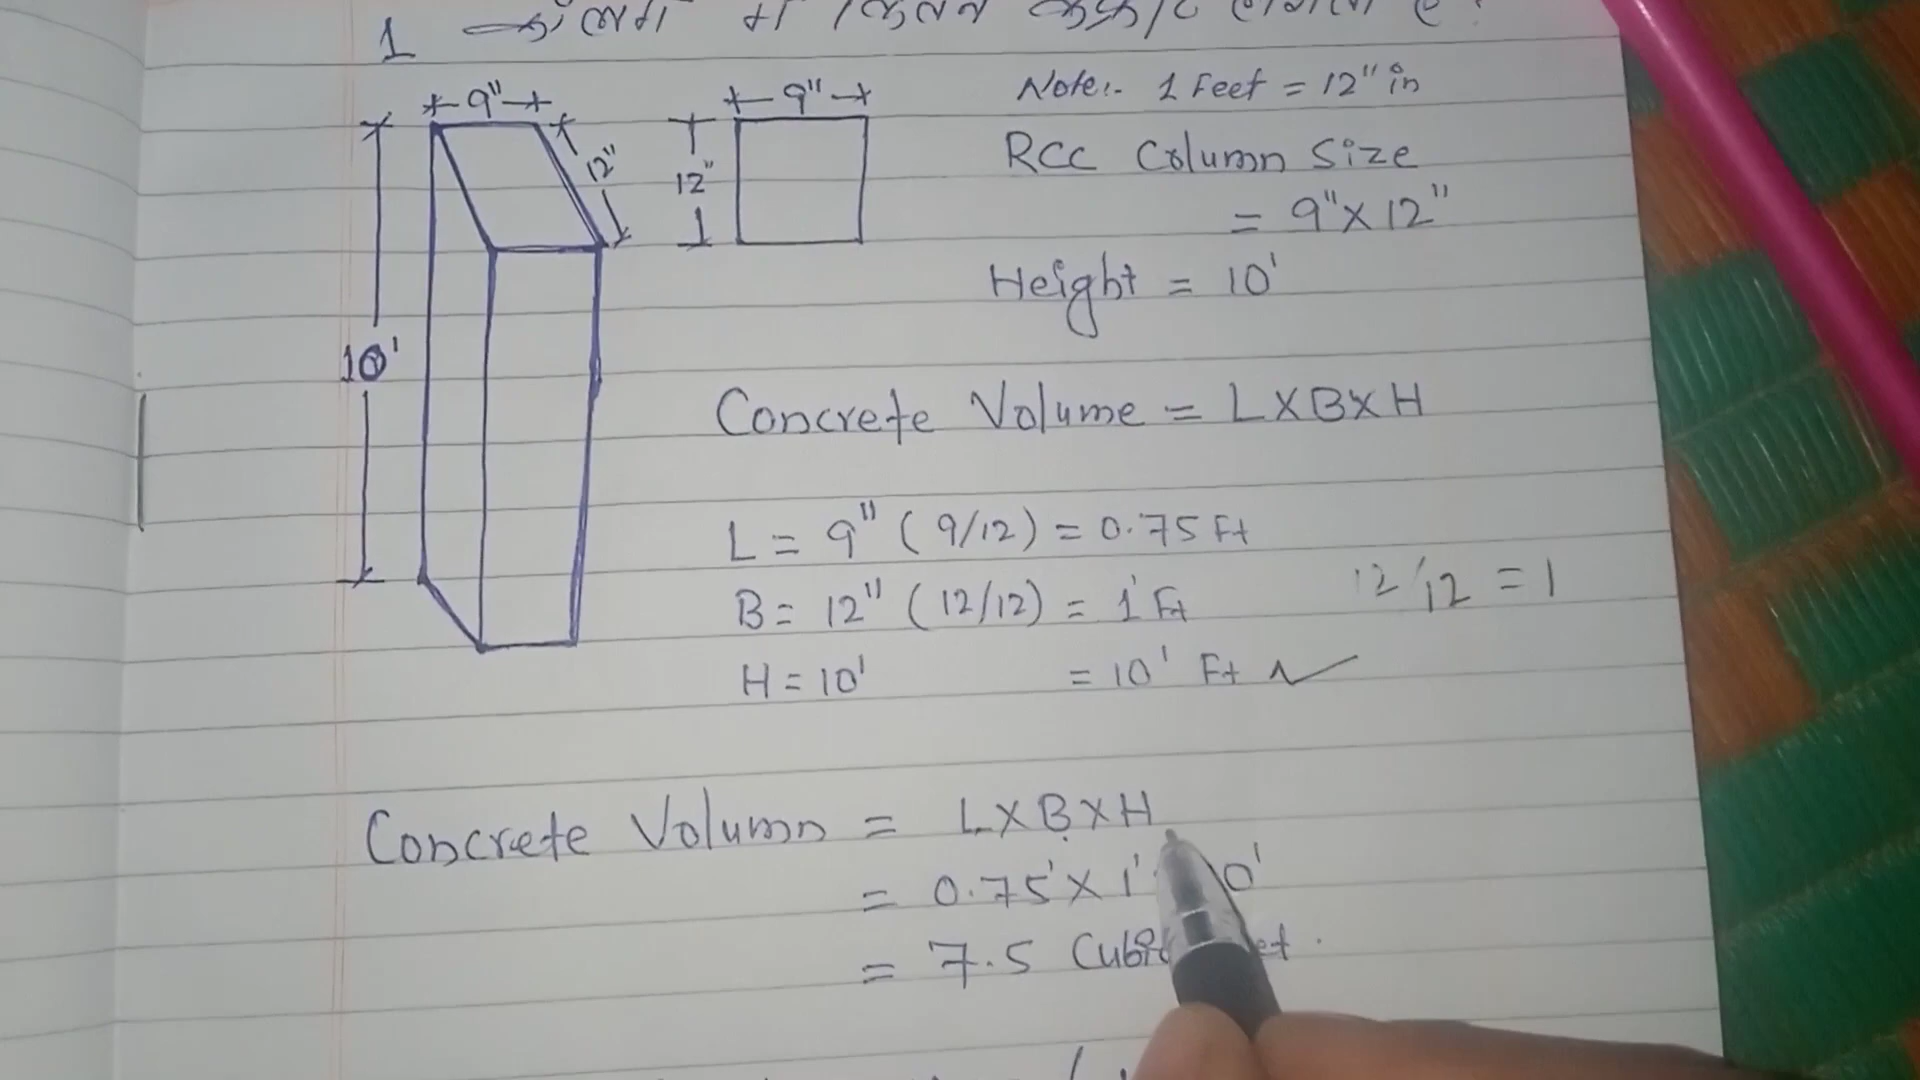 1
9"
9"
Note:- 1 Feet = 12" in
12"
12"
RCC Column Size
= 9"X12"
Height = 10'
10'
Concrete Volume = LXBXH
L = 9" (9/12) = 0.75 Ft
B = 12" (12/12) = 1' Ft
12/12 = 1
H = 10' = 10' Ft ✓
Concrete Volumn = LXBXH
= 0.75'X1' 0'
= 7.5